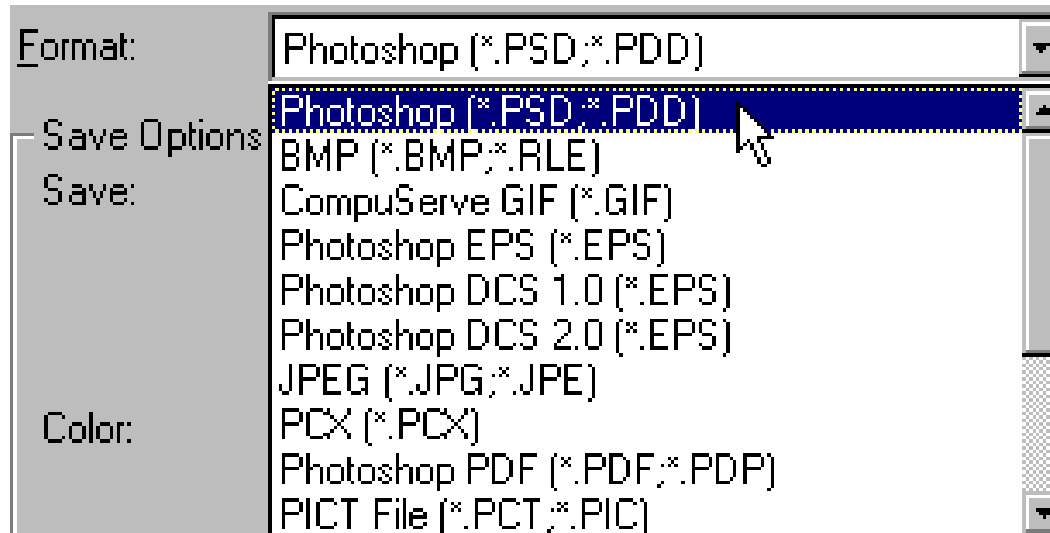 Format: Photoshop (*.PSD;*.PDD)
Photoshop (*.PSD;*.PDD)
Save Options
BMP (*.BMP;*.RLE)
Save: CompuServe GIF (*.GIF)
Photoshop EPS (*.EPS)
Photoshop DCS 1.0 (*.EPS)
Photoshop DCS 2.0 (*.EPS)
JPEG (*.JPG;*.JPE)
Color: PCX (*.PCX)
Photoshop PDF (*.PDF;*.PDP)
PICT File (*.PCT;*.PIC)